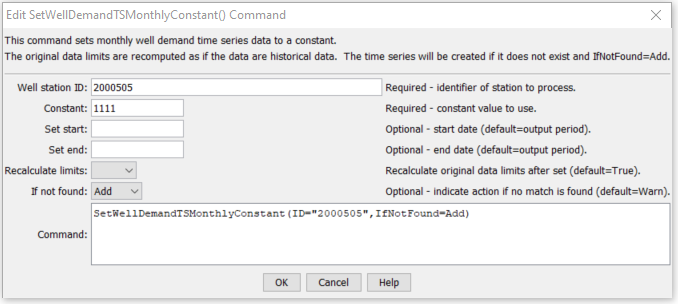 Edit SetWellDemandTSMonthlyConstant() Command
This command sets monthly well demand time series data to a constant.
The original data limits are recomputed as if the data are historical data.  The time series will be created if it does not exist and IfNotFound=Add.
Well station ID: 2000505 Required - identifier of station to process.
Constant: 1111 Required - constant value to use.
Set start: Optional - start date (default=output period).
Set end: Optional - end date (default=output period).
Recalculate limits: Recalculate original data limits after set (default=True).
If not found: Add Optional - indicate action if no match is found (default=Warn).
SetWellDemandTSMonthlyConstant(ID="2000505",IfNotFound=Add)
Command:
OK Cancel Help